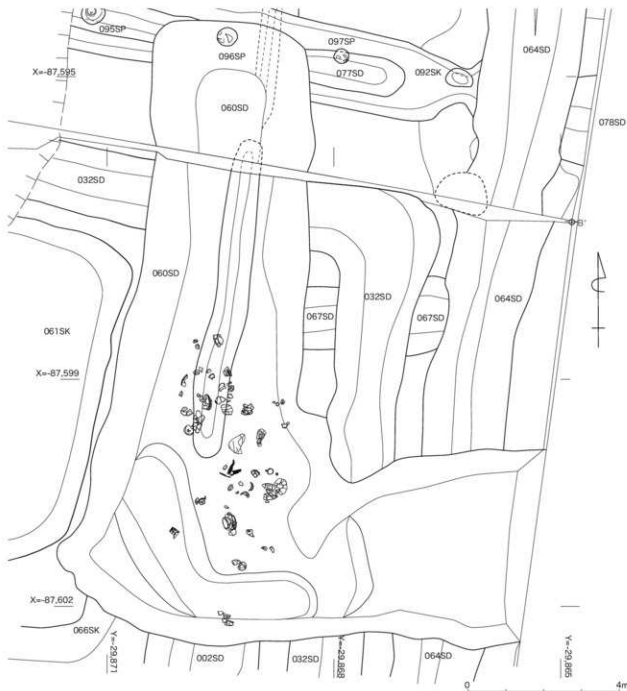 095SP
096SP
097SP
064SD
X=-87,595
077SD
092SK
060SD
078SD
032SD
B'
060SD
032SD
064SD
067SD
067SD
061SK
X=-87,599
X=-87,602
066SK
002SD
032SD
064SD
Y=-29,871
Y=-29,868
Y=-29,865
0
4m